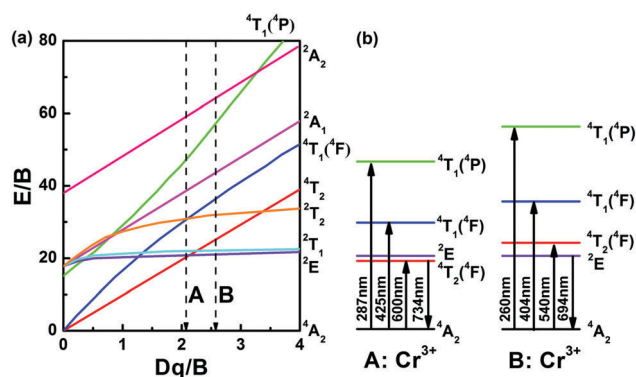 (a)
⁴T₁(⁴P)
²A₂
²A₁
⁴T₁(⁴F)
⁴T₂
²T₂
²T₁
²E
⁴A₂
80
60
40
20
0
E/B
A
B
0
1
2
3
4
Dq/B
(b)
⁴T₁(⁴P)
⁴T₁(⁴F)
²E
⁴T₂(⁴F)
287nm
425nm
600nm
734nm
⁴A₂
A: Cr³⁺
⁴T₁(⁴P)
⁴T₁(⁴F)
⁴T₂(⁴F)
²E
260nm
404nm
540nm
694nm
⁴A₂
B: Cr³⁺